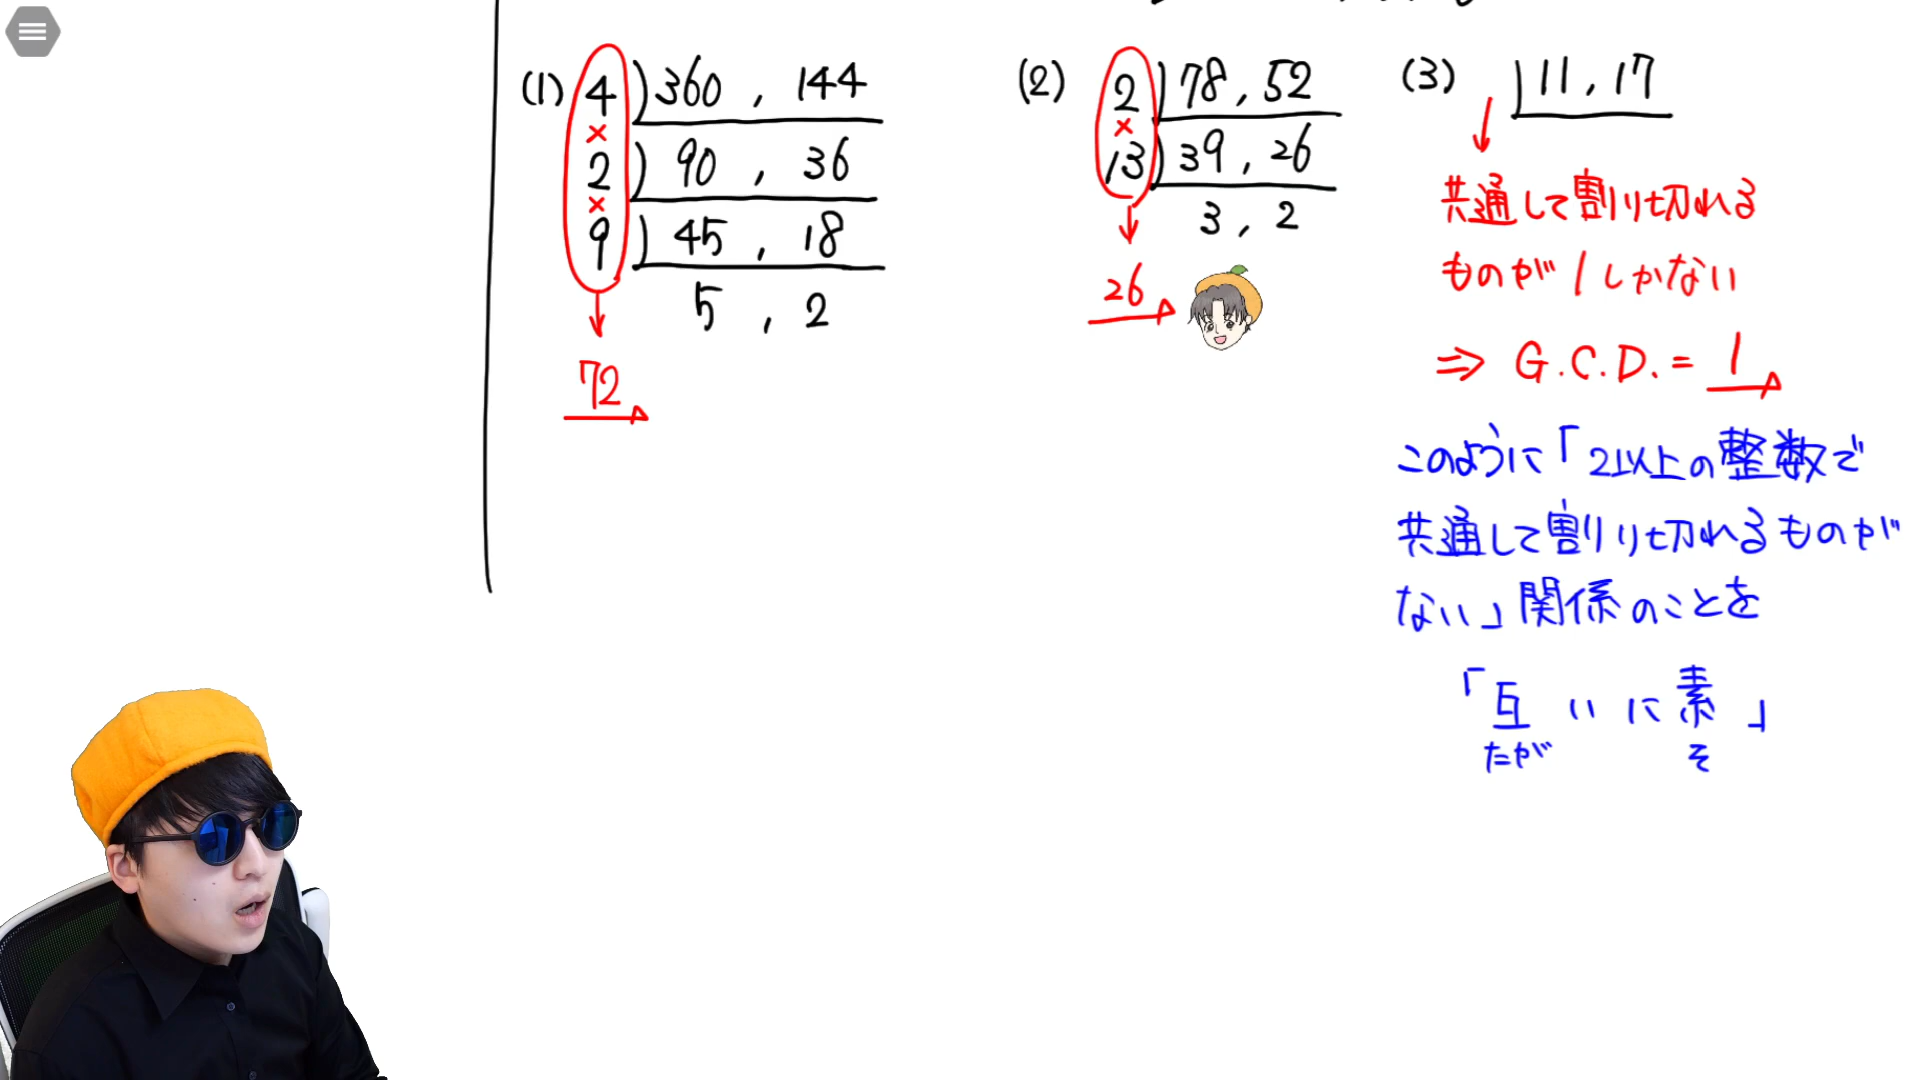 (1) 4 ) 360 , 144
×
2 ) 90 , 36
×
9 ) 45 , 18
5 , 2
72
(2) 2 ) 78 , 52
×
13 ) 39 , 26
3 , 2
26
(3) ) 11 , 17
共通して割り切れる
ものが1しかない
⇒ G.C.D. = 1
このように「2以上の整数で
共通して割り切れるものが
ない」関係のことを
「互いに素」
たが そ